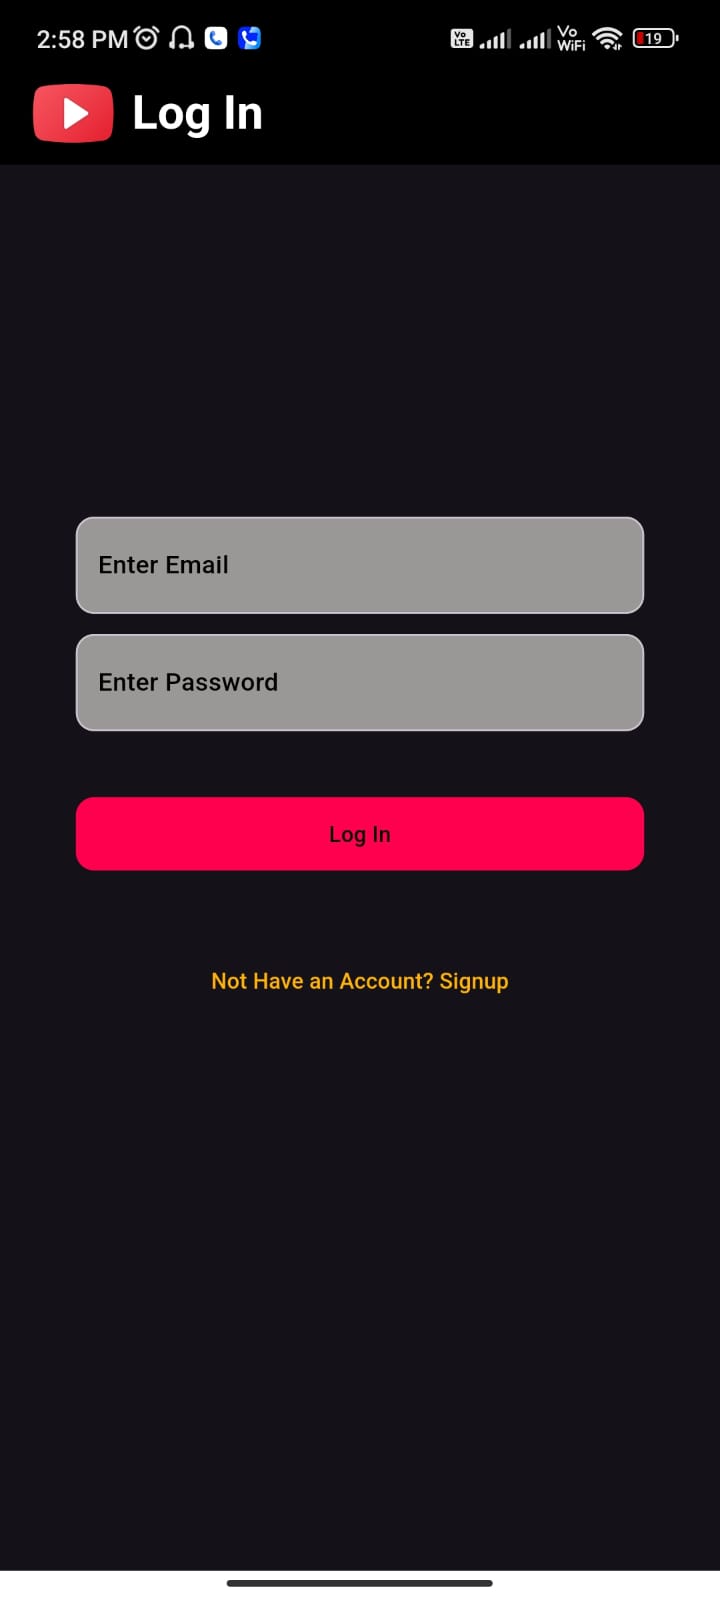 2:58 PM
Vo LTE
Vo WiFi
19
Log In
Enter Email
Enter Password
Log In
Not Have an Account? Signup